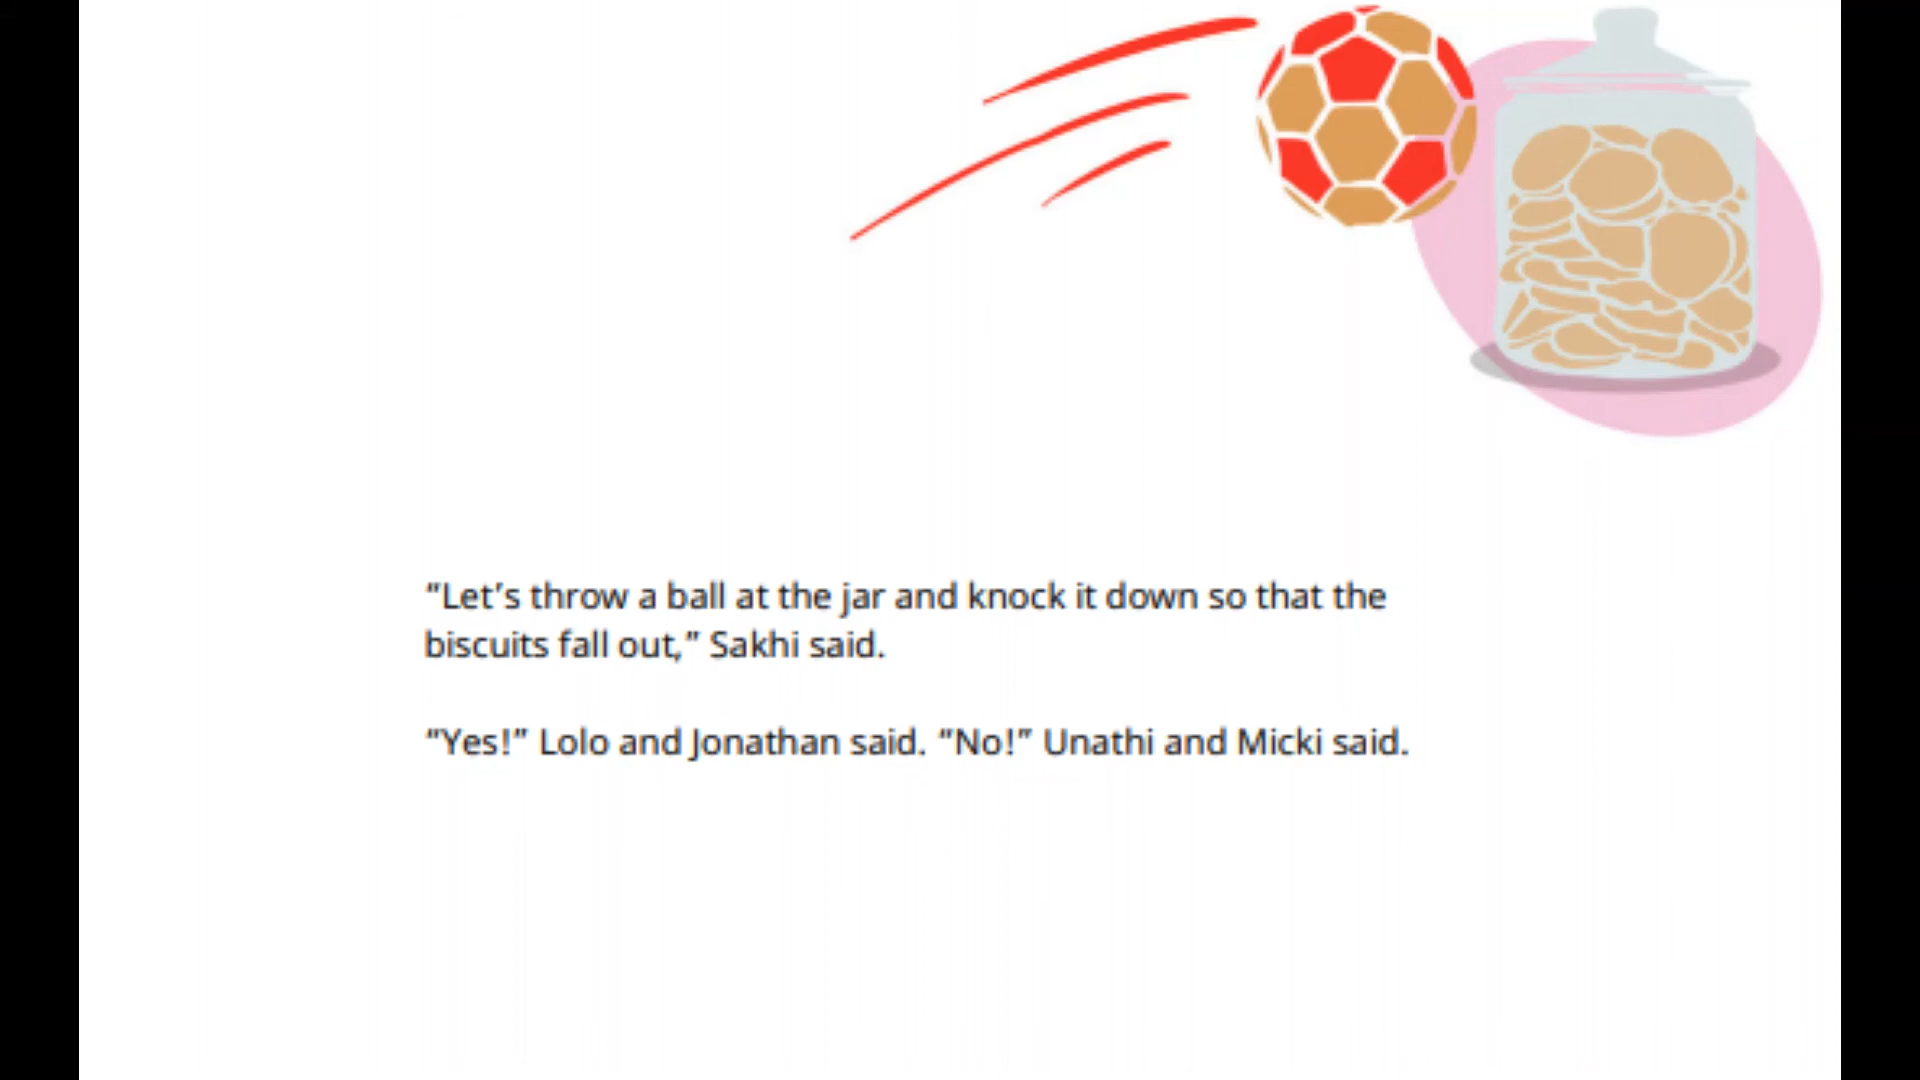 “Let’s throw a ball at the jar and knock it down so that the
biscuits fall out,” Sakhi said.
“Yes!” Lolo and Jonathan said. “No!” Unathi and Micki said.